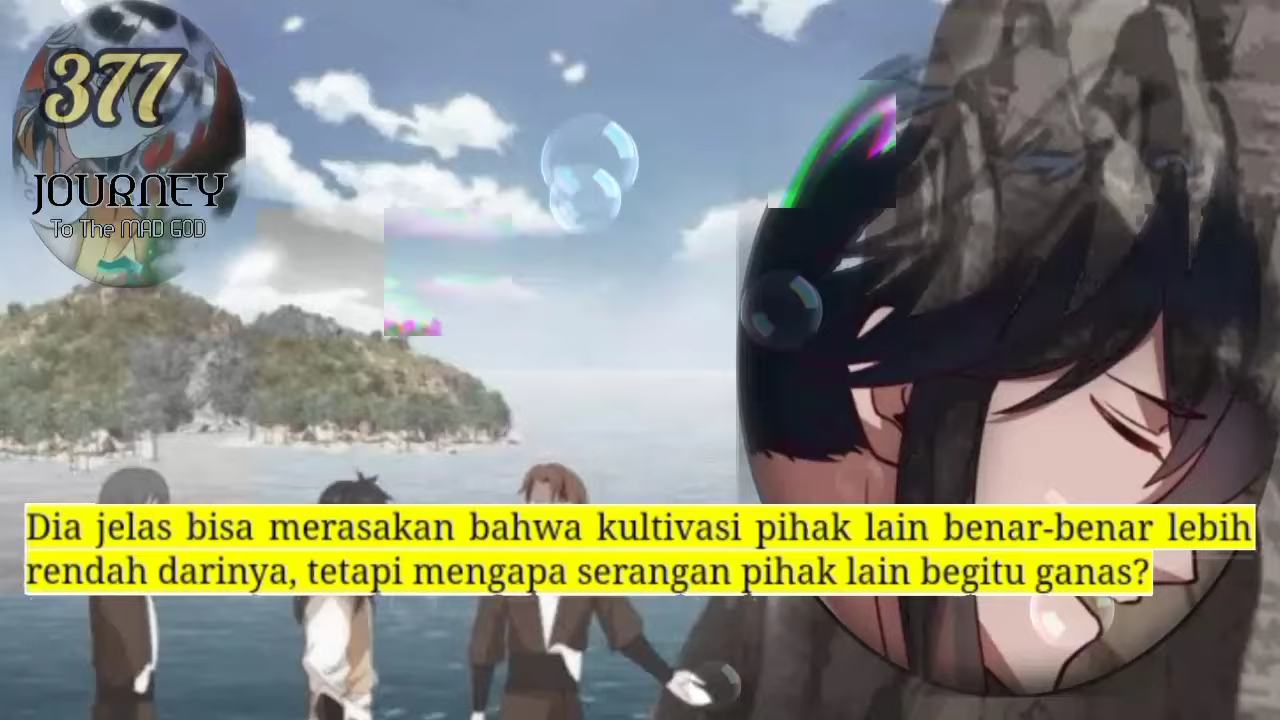 377
JOURNEY
To The MAD GOD
Dia jelas bisa merasakan bahwa kultivasi pihak lain benar-benar lebih
rendah darinya, tetapi mengapa serangan pihak lain begitu ganas?